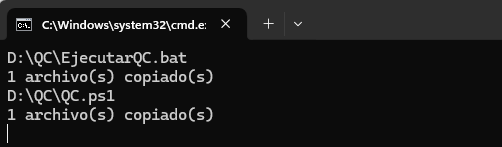 C:\Windows\system32\cmd.e
D:\QC\EjecutarQC.bat
1 archivo(s) copiado(s)
D:\QC\QC.ps1
1 archivo(s) copiado(s)